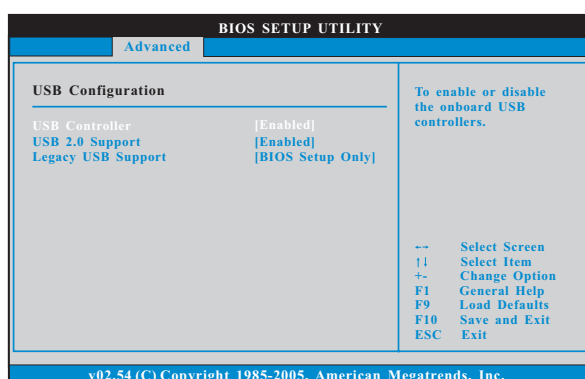 BIOS SETUP UTILITY
Advanced
USB Configuration
USB Controller [Enabled]
USB 2.0 Support [Enabled]
Legacy USB Support [BIOS Setup Only]
To enable or disable
the onboard USB
controllers.
←→ Select Screen
↑↓ Select Item
+- Change Option
F1 General Help
F9 Load Defaults
F10 Save and Exit
ESC Exit
v02.54 (C) Copyright 1985-2005, American Megatrends, Inc.